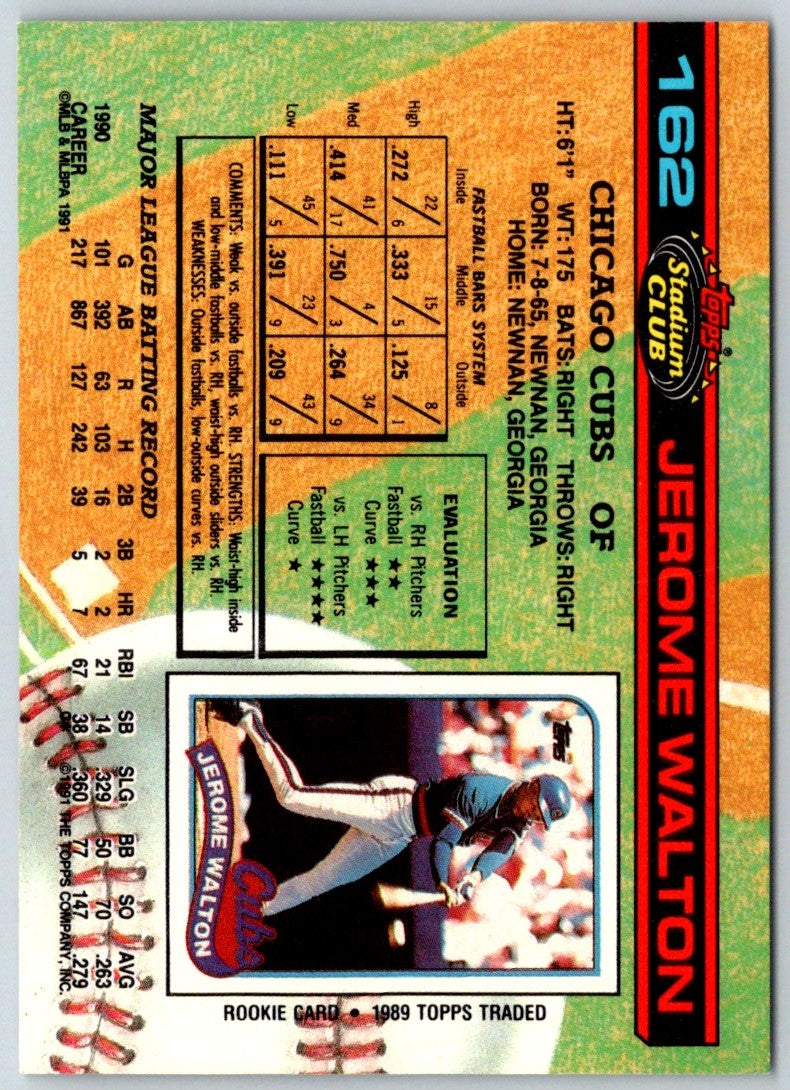 162 Topps® Stadium CLUB JEROME WALTON
CHICAGO CUBS OF
HT:6'1" WT:175 BATS:RIGHT THROWS:RIGHT
BORN: 7-8-65, NEWNAN, GEORGIA
HOME: NEWNAN, GEORGIA
FASTBALL BARS SYSTEM
Inside Middle Outside
High .272 22/6 .333 15/5 .125 8/1
Med .414 41/17 .750 4/3 .264 34/9
Low .111 45/5 .391 23/9 .209 43/9
EVALUATION
vs. RH Pitchers
Fastball ★★
Curve ★★★
vs. LH Pitchers
Fastball ★★★★
Curve ★
COMMENTS: Weak vs. outside fastballs vs. RH. STRENGTHS: Waist-high inside
and low-middle fastballs vs. RH, waist-high outside sliders vs. RH.
WEAKNESSES: Outside fastballs, low-outside curves vs. RH.
MAJOR LEAGUE BATTING RECORD
G AB R H 2B 3B HR RBI SB SLG BB SO AVG
1990 101 392 63 103 16 2 2 21 14 .329 50 70 .263
CAREER 217 867 127 242 39 5 7 67 38 .360 77 147 .279
©MLB & MLBPA 1991 ©1991 THE TOPPS COMPANY, INC.
Topps
Cubs
JEROME WALTON
ROOKIE CARD • 1989 TOPPS TRADED